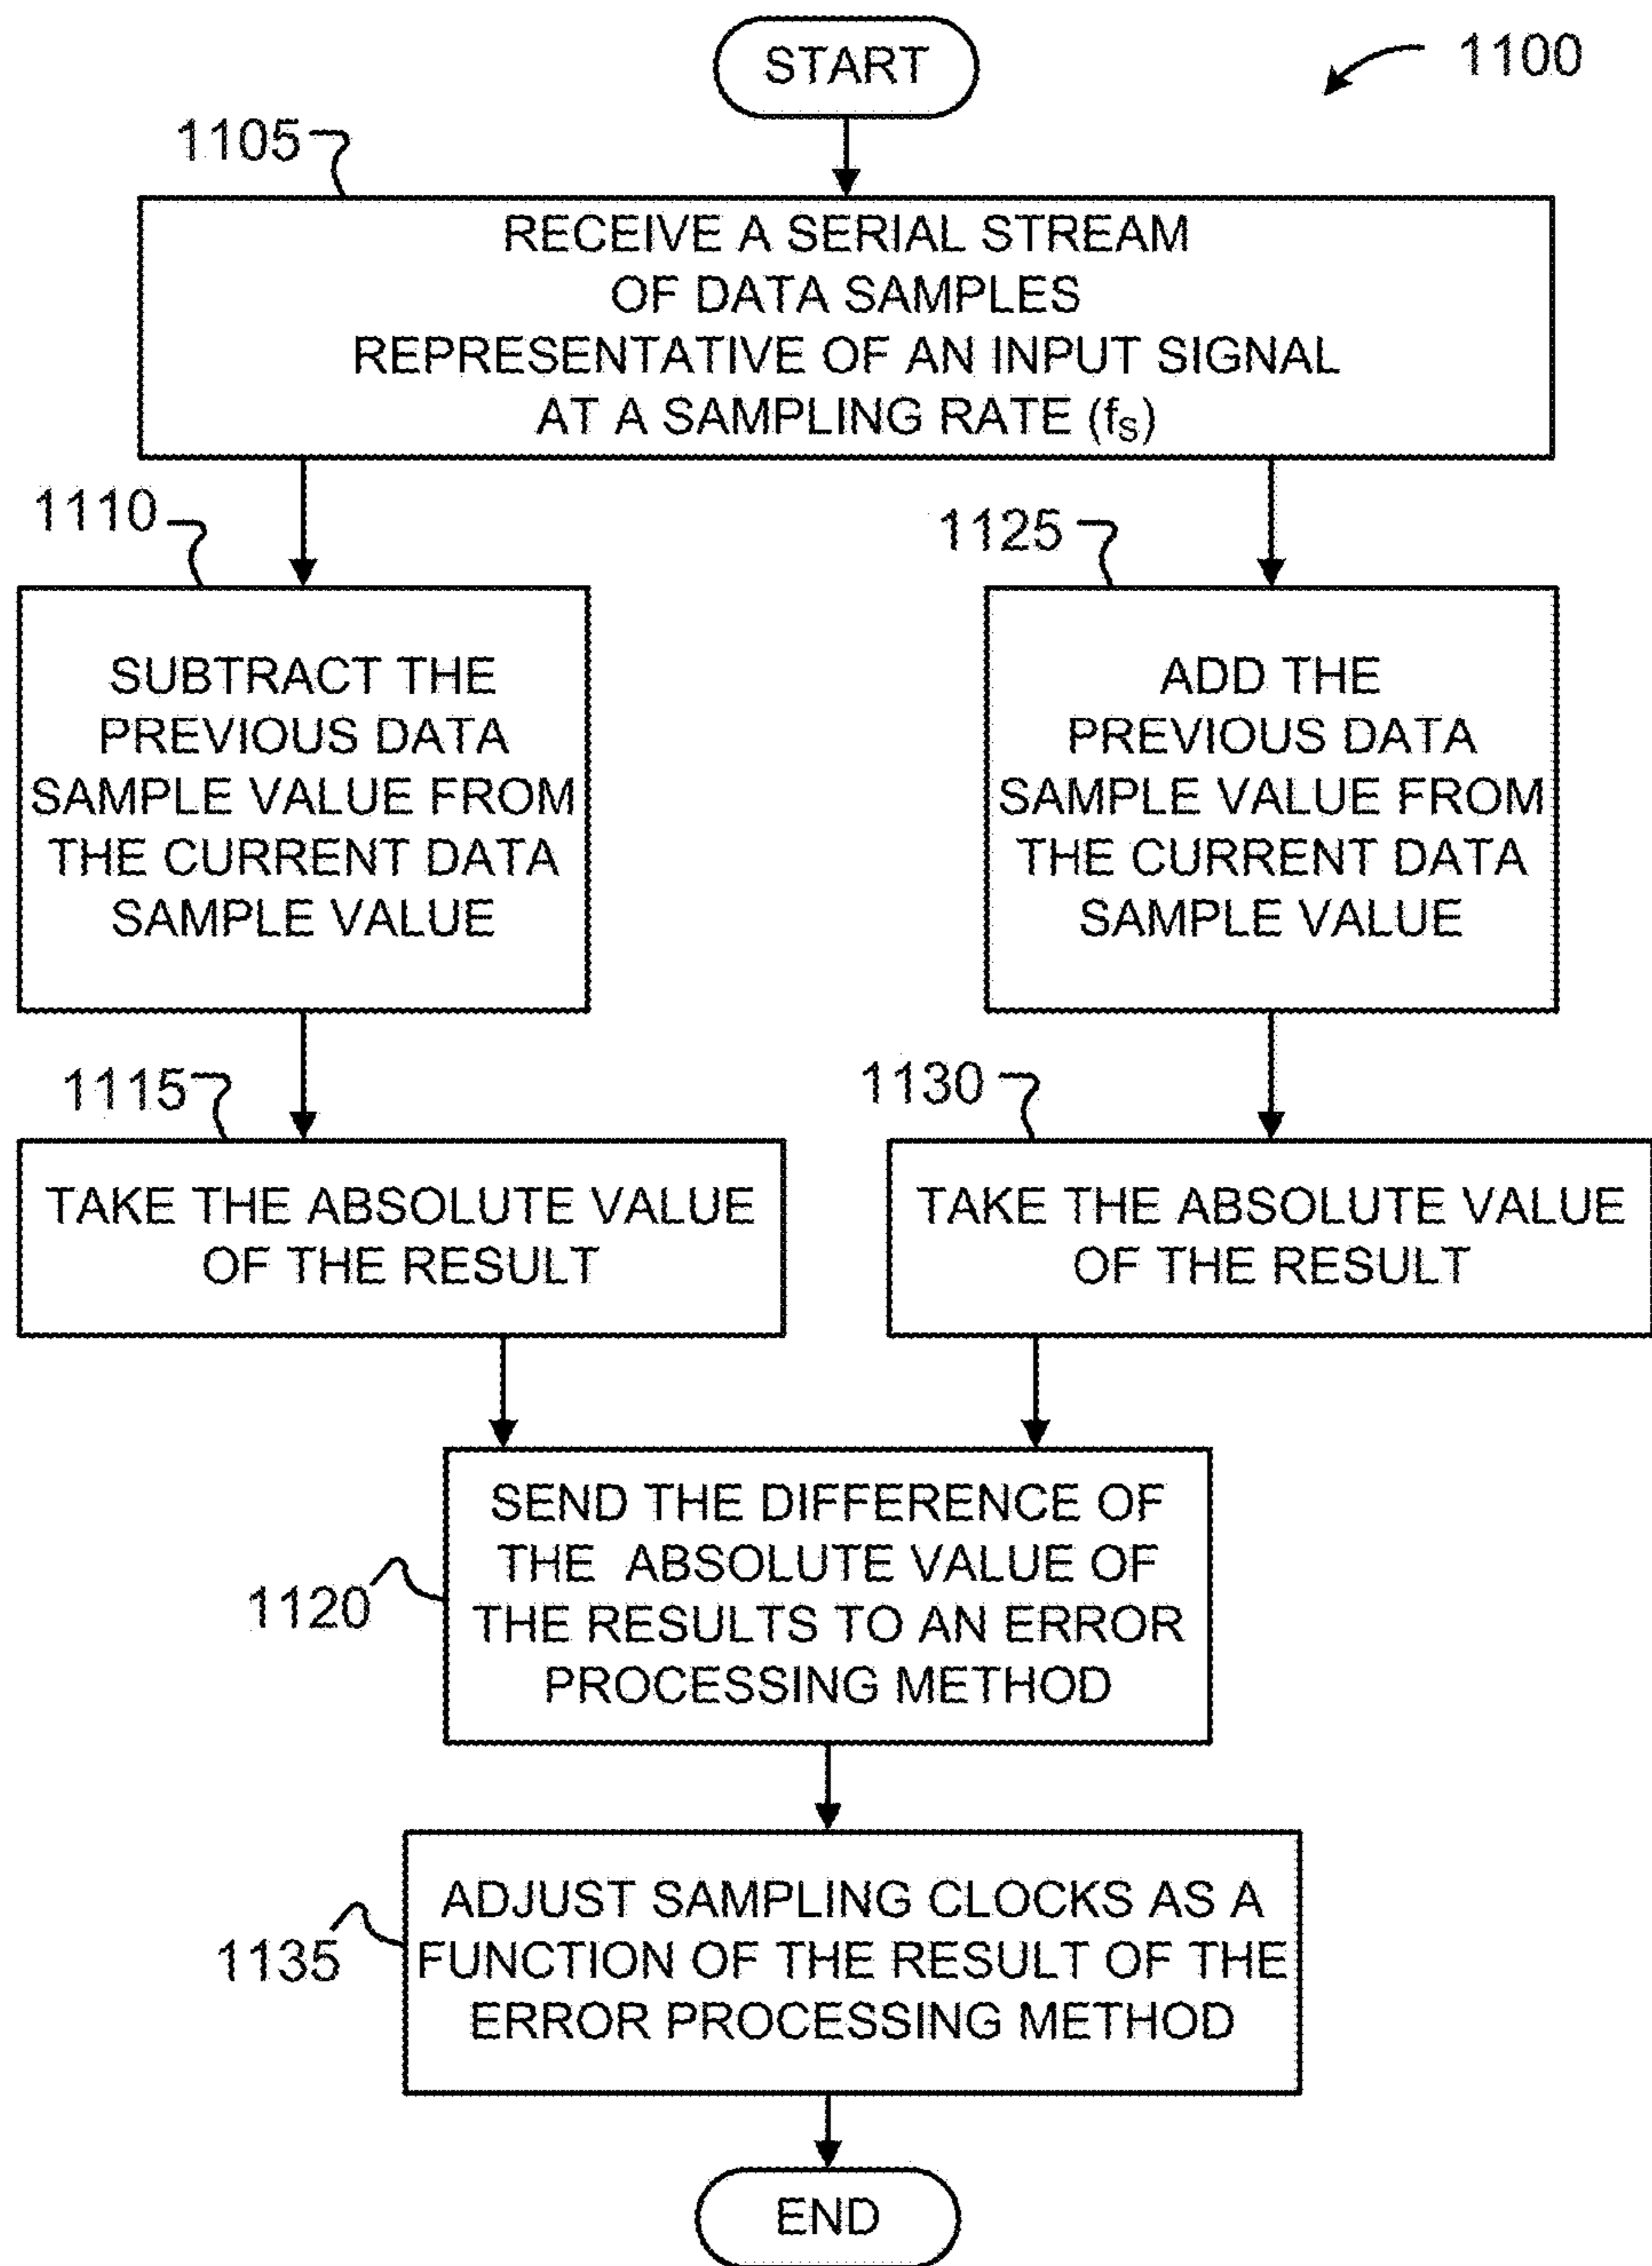 START
1100
1105
RECEIVE A SERIAL STREAM
OF DATA SAMPLES
REPRESENTATIVE OF AN INPUT SIGNAL
AT A SAMPLING RATE (fS)
1110
SUBTRACT THE
PREVIOUS DATA
SAMPLE VALUE FROM
THE CURRENT DATA
SAMPLE VALUE
1125
ADD THE
PREVIOUS DATA
SAMPLE VALUE FROM
THE CURRENT DATA
SAMPLE VALUE
1115
TAKE THE ABSOLUTE VALUE
OF THE RESULT
1130
TAKE THE ABSOLUTE VALUE
OF THE RESULT
1120
SEND THE DIFFERENCE OF
THE ABSOLUTE VALUE OF
THE RESULTS TO AN ERROR
PROCESSING METHOD
1135
ADJUST SAMPLING CLOCKS AS A
FUNCTION OF THE RESULT OF THE
ERROR PROCESSING METHOD
END